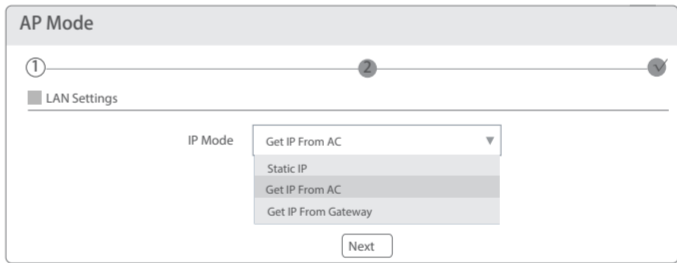 AP Mode
1 2
LAN Settings
IP Mode Get IP From AC
Static IP
Get IP From AC
Get IP From Gateway
Next